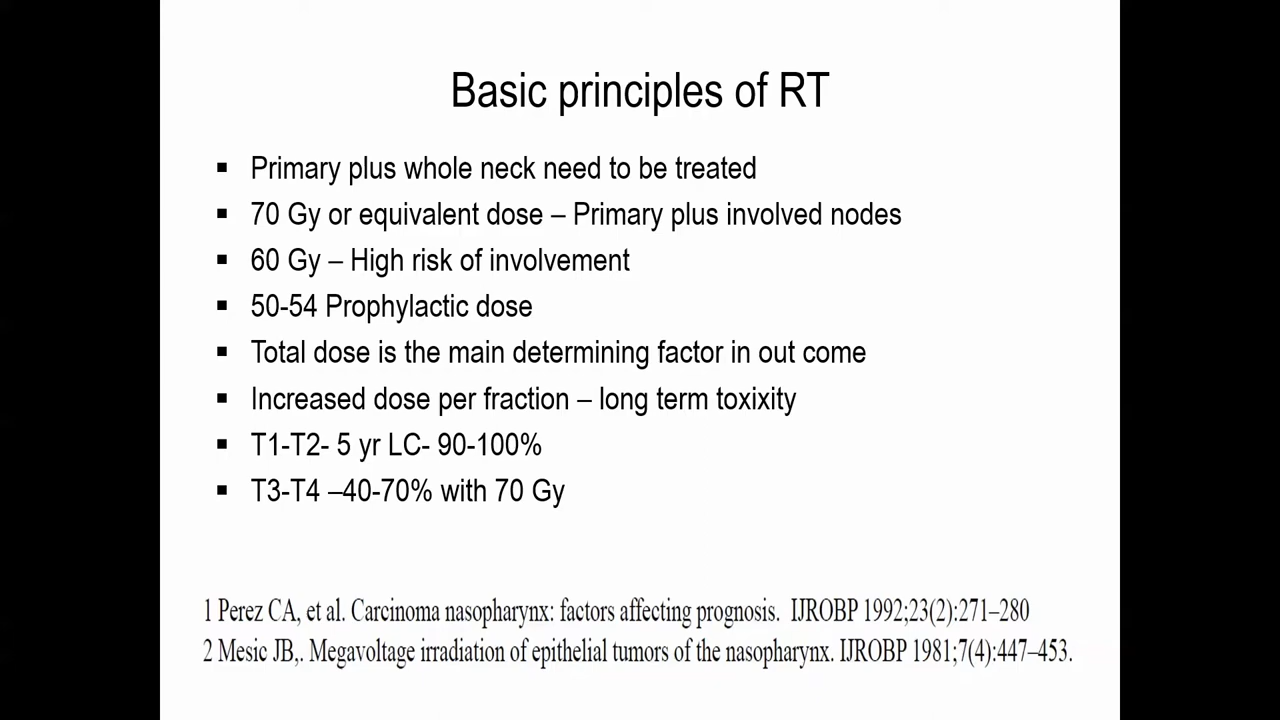 Basic principles of RT
▪ Primary plus whole neck need to be treated
▪ 70 Gy or equivalent dose – Primary plus involved nodes
▪ 60 Gy – High risk of involvement
▪ 50-54 Prophylactic dose
▪ Total dose is the main determining factor in out come
▪ Increased dose per fraction – long term toxixity
▪ T1-T2- 5 yr LC- 90-100%
▪ T3-T4 –40-70% with 70 Gy
1 Perez CA, et al. Carcinoma nasopharynx: factors affecting prognosis. IJROBP 1992;23(2):271–280
2 Mesic JB,. Megavoltage irradiation of epithelial tumors of the nasopharynx. IJROBP 1981;7(4):447–453.